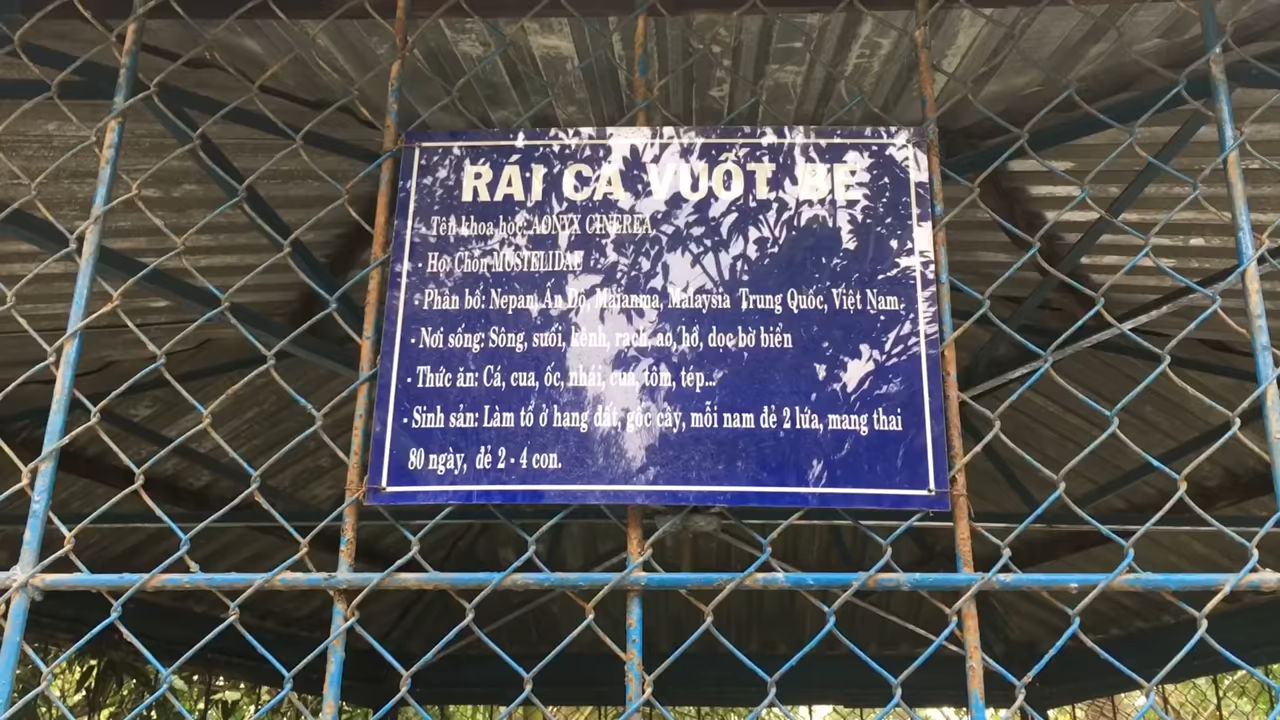 RÁI CÁ VUỐT BÉ
Tên khoa học: AONYX CINEREA
- Họ: Chồn MUSTELIDAE
- Phân bố: Nepan, Ấn Độ, Mianma, Malaysia Trung Quốc, Việt Nam.
- Nơi sống: Sông, suối, kênh, rạch, ao, hồ, dọc bờ biển
- Thức ăn: Cá, cua, ốc, nhái, cua, tôm, tép...
- Sinh sản: Làm tổ ở hang đất, gốc cây, mỗi nam đẻ 2 lứa, mang thai
80 ngày, đẻ 2 - 4 con.